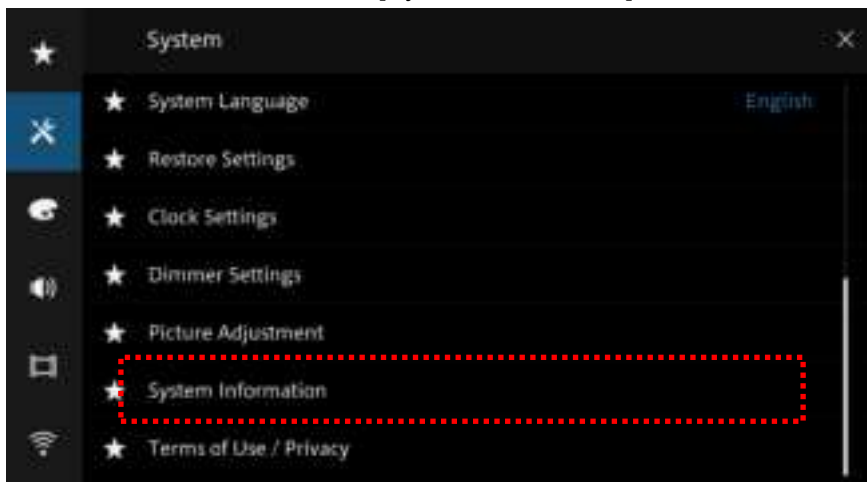 System
System Language English
Restore Settings
Clock Settings
Dimmer Settings
Picture Adjustment
System Information
Terms of Use / Privacy